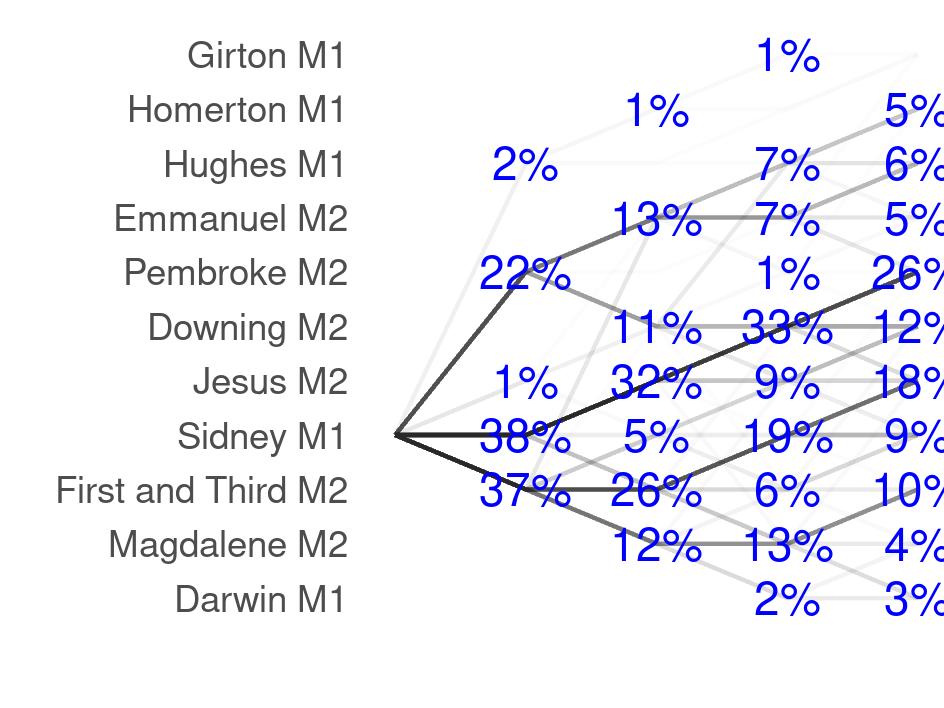 Girton M1 1%
Homerton M1 1% 5%
Hughes M1 2% 7% 6%
Emmanuel M2 13% 7% 5%
Pembroke M2 22% 1% 26%
Downing M2 11% 33% 12%
Jesus M2 1% 32% 9% 18%
Sidney M1 38% 5% 19% 9%
First and Third M2 37% 26% 6% 10%
Magdalene M2 12% 13% 4%
Darwin M1 2% 3%